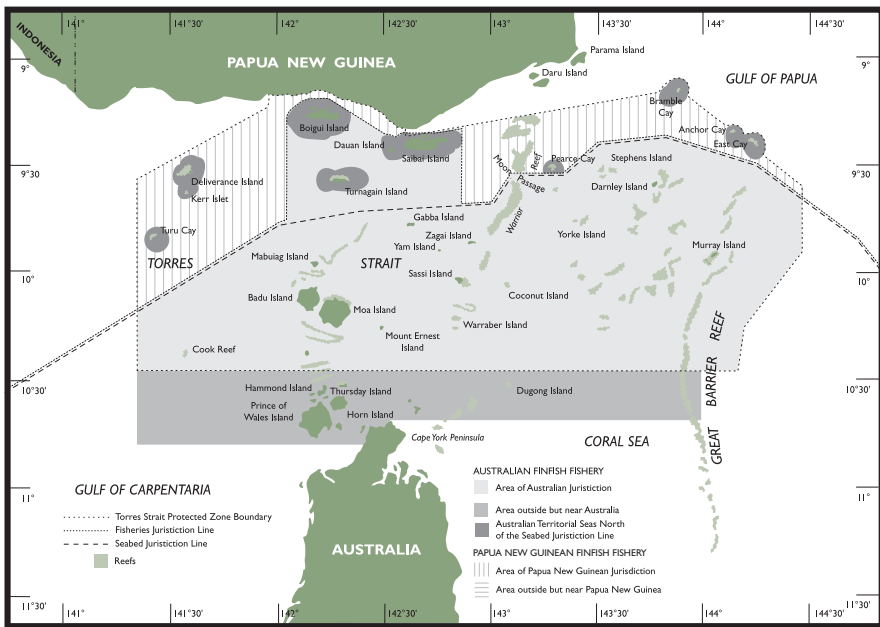 141°
141°30'
142°
142°30'
143°
143°30'
144°
144°30'
INDONESIA
PAPUA NEW GUINEA
Parama Island
Daru Island
GULF OF PAPUA
9°
9°
Bramble
Cay
Anchor Cay
East Cay
Boigui Island
Dauan Island
Saibai Island
Moon
Passage
Reef
Pearce Cay
Stephens Island
9°30'
9°30'
Deliverance Island
Kerr Islet
Turnagain Island
Darnley Island
Turu Cay
Gabba Island
Zagai Island
Yam Island
Warrior
Yorke Island
Murray Island
TORRES
STRAIT
Mabuiag Island
10°
10°
Sassi Island
Badu Island
Moa Island
Coconut Island
Warraber Island
Mount Ernest
Island
Cook Reef
GREAT BARRIER REEF
10°30'
10°30'
Hammond Island
Thursday Island
Dugong Island
Prince of
Wales Island
Horn Island
Cape York Peninsula
CORAL SEA
GULF OF CARPENTARIA
11°
11°
Torres Strait Protected Zone Boundary
Fisheries Juristiction Line
Seabed Juristiction Line
Reefs
AUSTRALIA
AUSTRALIAN FINFISH FISHERY
Area of Australian Juristiction
Area outside but near Australia
Australian Territorial Seas North
of the Seabed Juristiction Line
PAPUA NEW GUINEAN FINFISH FISHERY
Area of Papua New Guinean Jurisdiction
Area outside but near Papua New Guinea
11°30'
11°30'
141°
141°30'
142°
142°30'
143°
143°30'
144°
144°30'